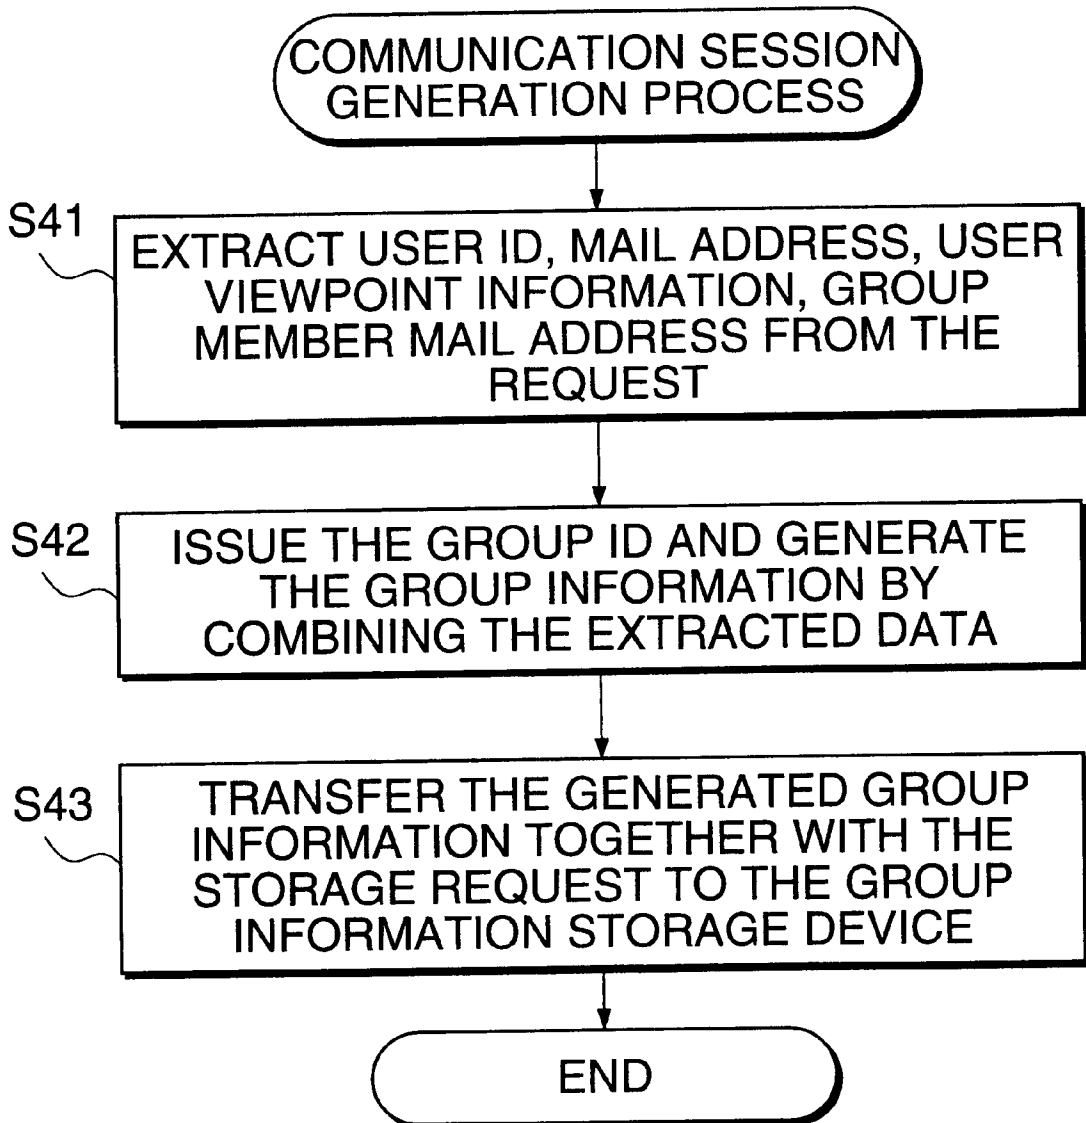 COMMUNICATION SESSION
GENERATION PROCESS
S41
EXTRACT USER ID, MAIL ADDRESS, USER
VIEWPOINT INFORMATION, GROUP
MEMBER MAIL ADDRESS FROM THE
REQUEST
S42
ISSUE THE GROUP ID AND GENERATE
THE GROUP INFORMATION BY
COMBINING THE EXTRACTED DATA
S43
TRANSFER THE GENERATED GROUP
INFORMATION TOGETHER WITH THE
STORAGE REQUEST TO THE GROUP
INFORMATION STORAGE DEVICE
END